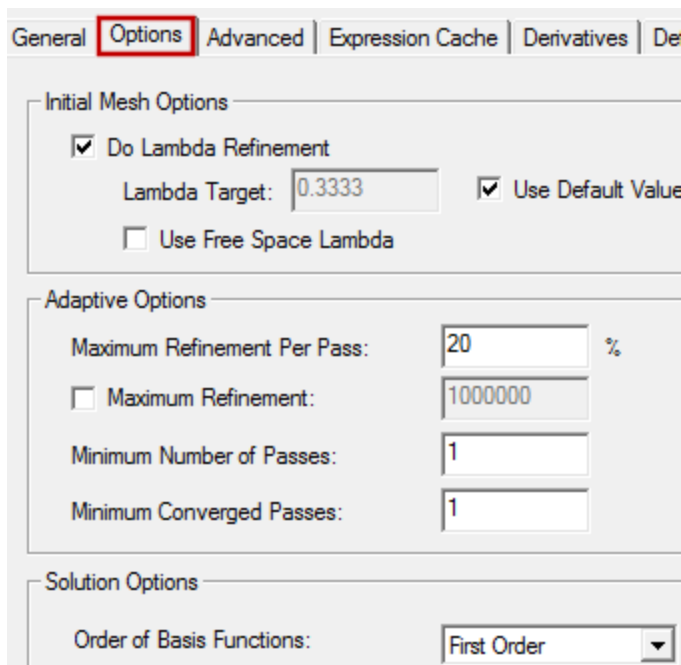 General Options Advanced Expression Cache Derivatives
Initial Mesh Options
Do Lambda Refinement
Lambda Target: 0.3333 Use Default Value
Use Free Space Lambda
Adaptive Options
Maximum Refinement Per Pass: 20 %
Maximum Refinement: 1000000
Minimum Number of Passes: 1
Minimum Converged Passes: 1
Solution Options
Order of Basis Functions: First Order